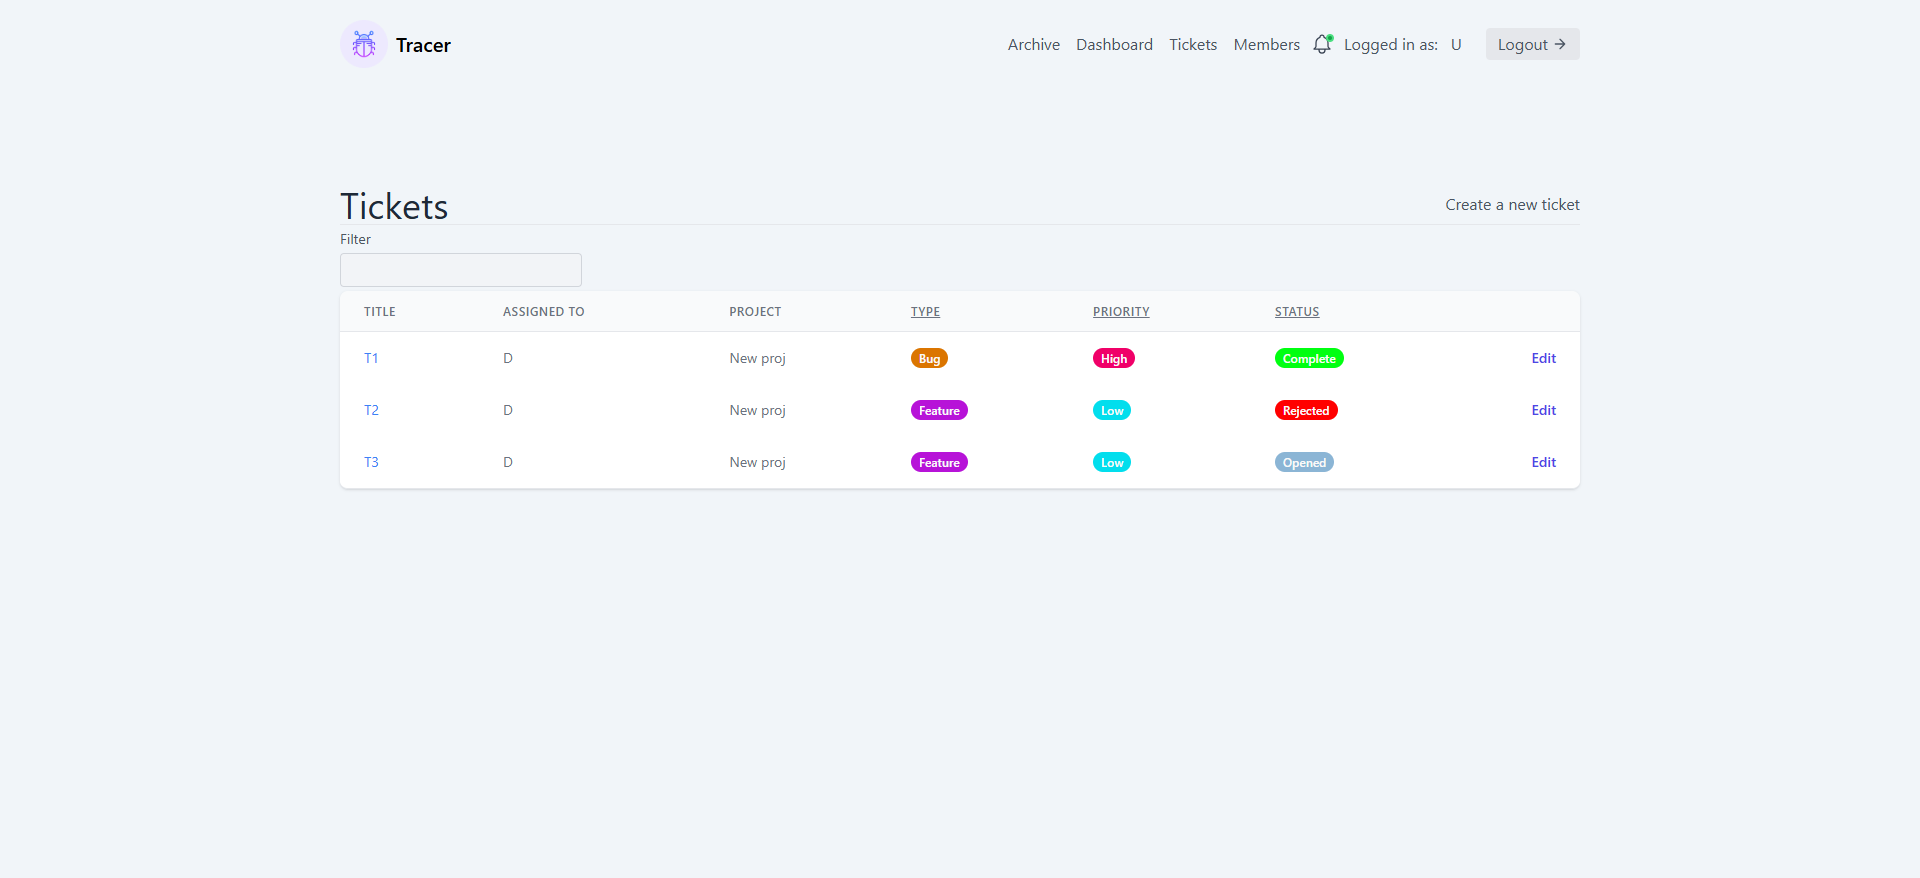 Tracer
Archive Dashboard Tickets Members Logged in as: U Logout →
Tickets
Create a new ticket
Filter
TITLE ASSIGNED TO PROJECT TYPE PRIORITY STATUS
T1 D New proj Bug High Complete Edit
T2 D New proj Feature Low Rejected Edit
T3 D New proj Feature Low Opened Edit